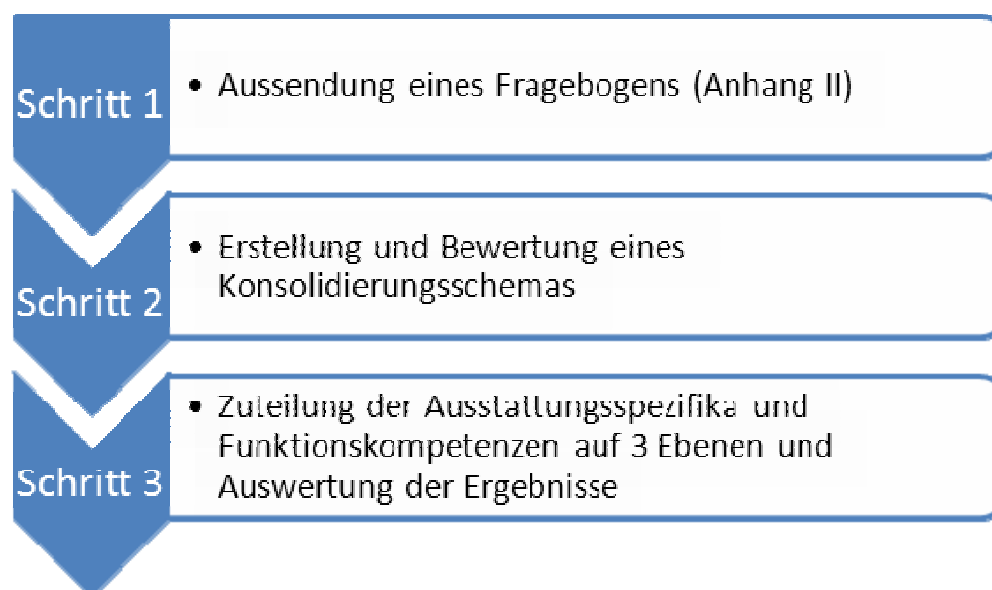 Schritt 1
• Aussendung eines Fragebogens (Anhang II)
Schritt 2
• Erstellung und Bewertung eines
Konsolidierungsschemas
Schritt 3
• Zuteilung der Ausstattungsspezifika und
Funktionskompetenzen auf 3 Ebenen und
Auswertung der Ergebnisse